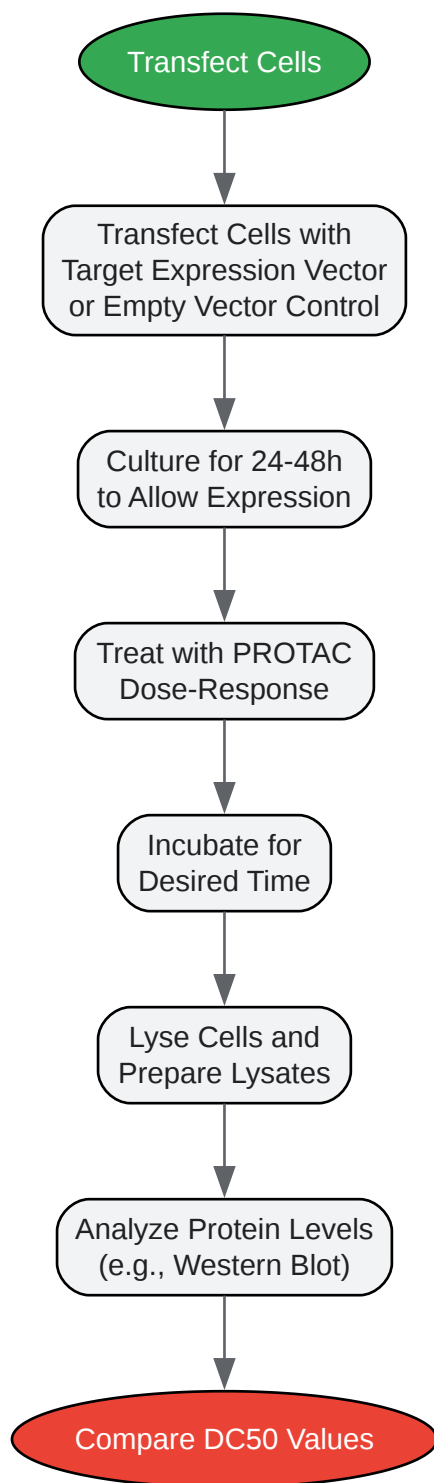 Transfect Cells
Transfect Cells with
Target Expression Vector
or Empty Vector Control
Culture for 24-48h
to Allow Expression
Treat with PROTAC
Dose-Response
Incubate for
Desired Time
Lyse Cells and
Prepare Lysates
Analyze Protein Levels
(e.g., Western Blot)
Compare DC50 Values